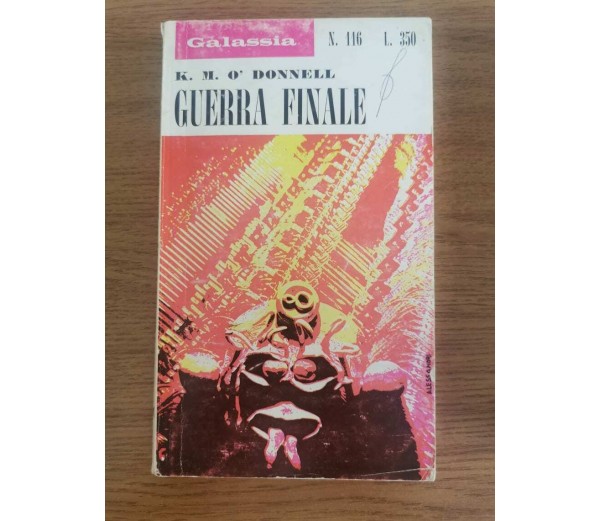 Galassia N. 116 L. 350
K. M. O' DONNELL
GUERRA FINALE